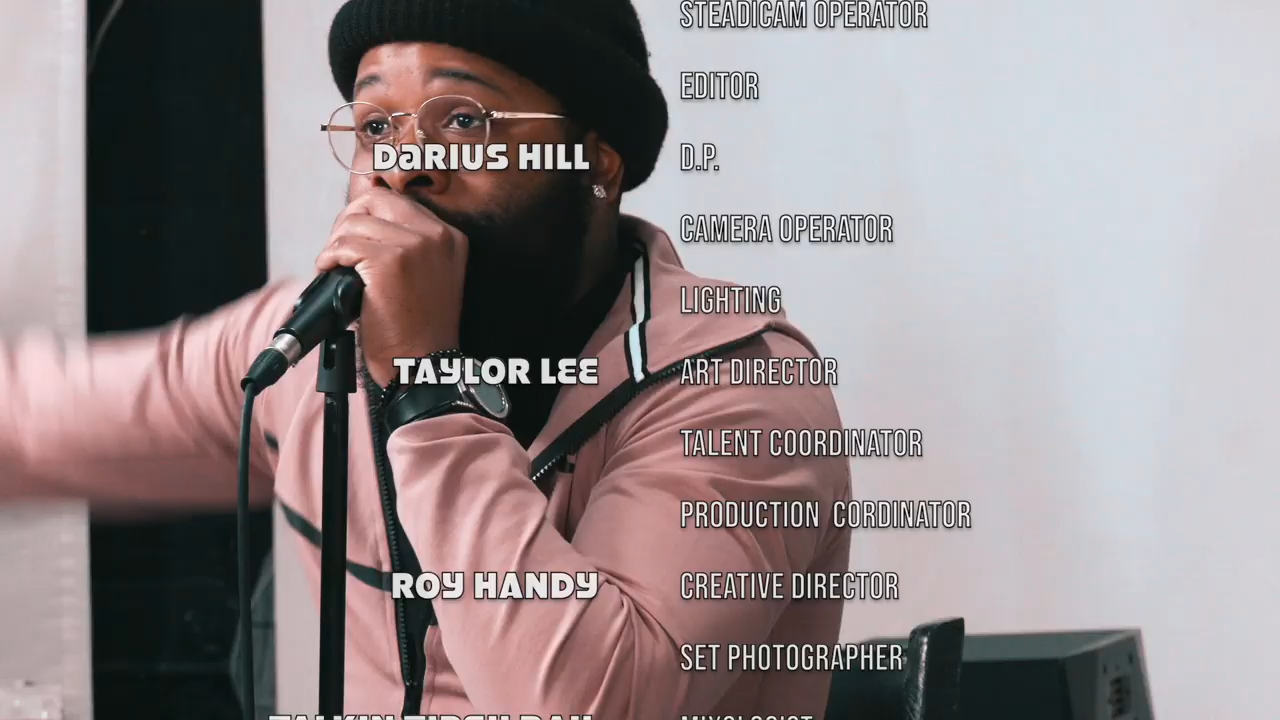 STEADICAM OPERATOR
EDITOR
DARIUS HILL D.P.
CAMERA OPERATOR
LIGHTING
TAYLOR LEE ART DIRECTOR
TALENT COORDINATOR
PRODUCTION CORDINATOR
ROY HANDY CREATIVE DIRECTOR
SET PHOTOGRAPHER
MIXOLOGIST